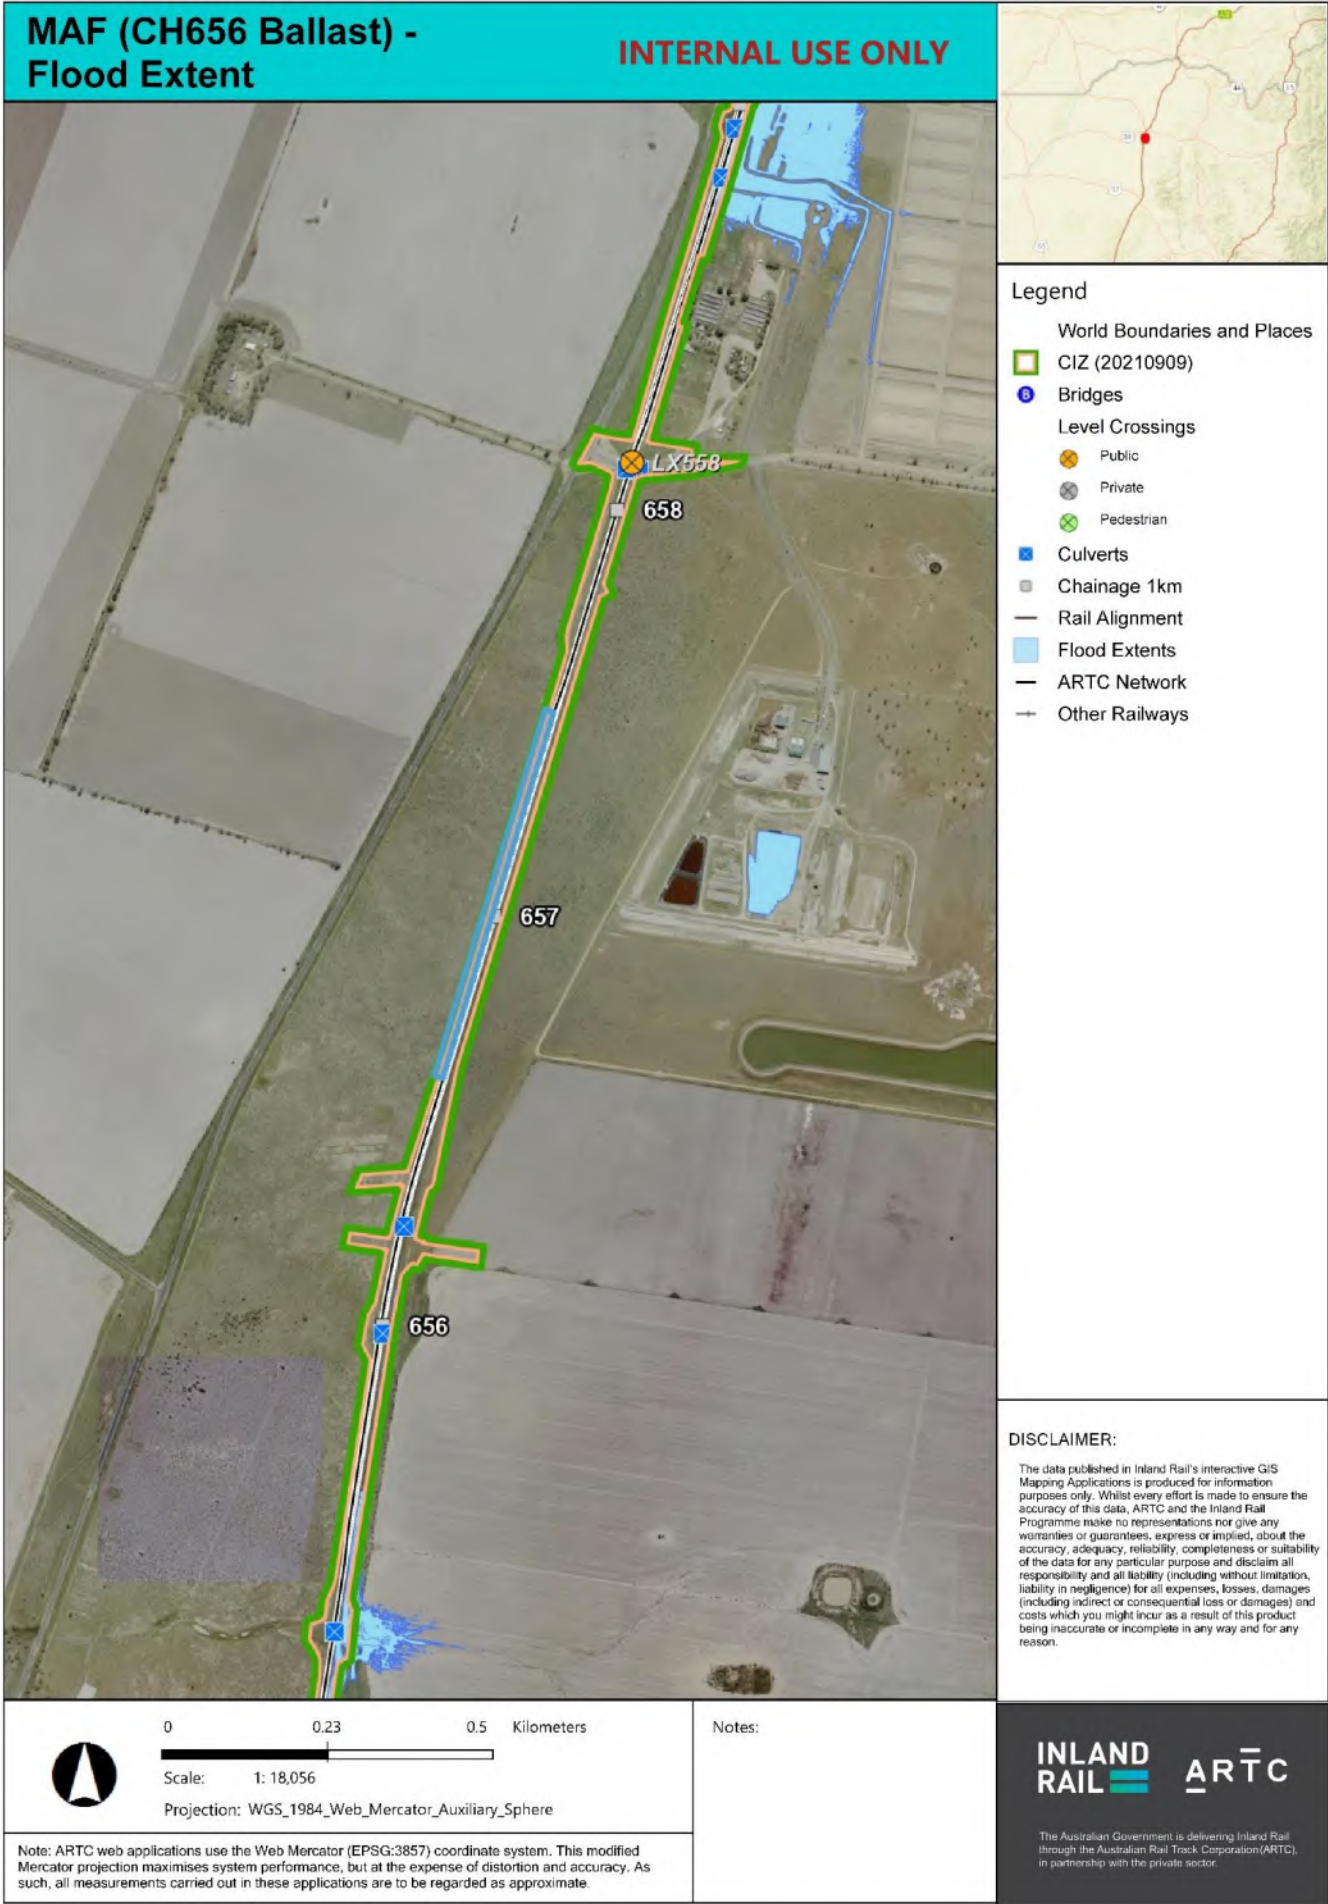 MAF (CH656 Ballast) -
Flood Extent
INTERNAL USE ONLY
LX558
658
657
656
Legend
World Boundaries and Places
CIZ (20210909)
B
Bridges
Level Crossings
Public
Private
Pedestrian
Culverts
Chainage 1km
Rail Alignment
Flood Extents
ARTC Network
Other Railways
DISCLAIMER:
The data published in Inland Rail's interactive GIS
Mapping Applications is produced for information
purposes only. Whilst every effort is made to ensure the
accuracy of this data, ARTC and the Inland Rail
Programme make no representations nor give any
warranties or guarantees, express or implied, about the
accuracy, adequacy, reliability, completeness or suitability
of the data for any particular purpose and disclaim all
responsibility and all liability (including without limitation,
liability in negligence) for all expenses, losses, damages
(including indirect or consequential loss or damages) and
costs which you might incur as a result of this product
being inaccurate or incomplete in any way and for any
reason.
0 0.23 0.5 Kilometers
Scale: 1: 18,056
Projection: WGS_1984_Web_Mercator_Auxiliary_Sphere
Notes:
Note: ARTC web applications use the Web Mercator (EPSG:3857) coordinate system. This modified
Mercator projection maximises system performance, but at the expense of distortion and accuracy. As
such, all measurements carried out in these applications are to be regarded as approximate.
INLAND
RAIL
ARTC
The Australian Government is delivering Inland Rail
through the Australian Rail Track Corporation (ARTC),
in partnership with the private sector.